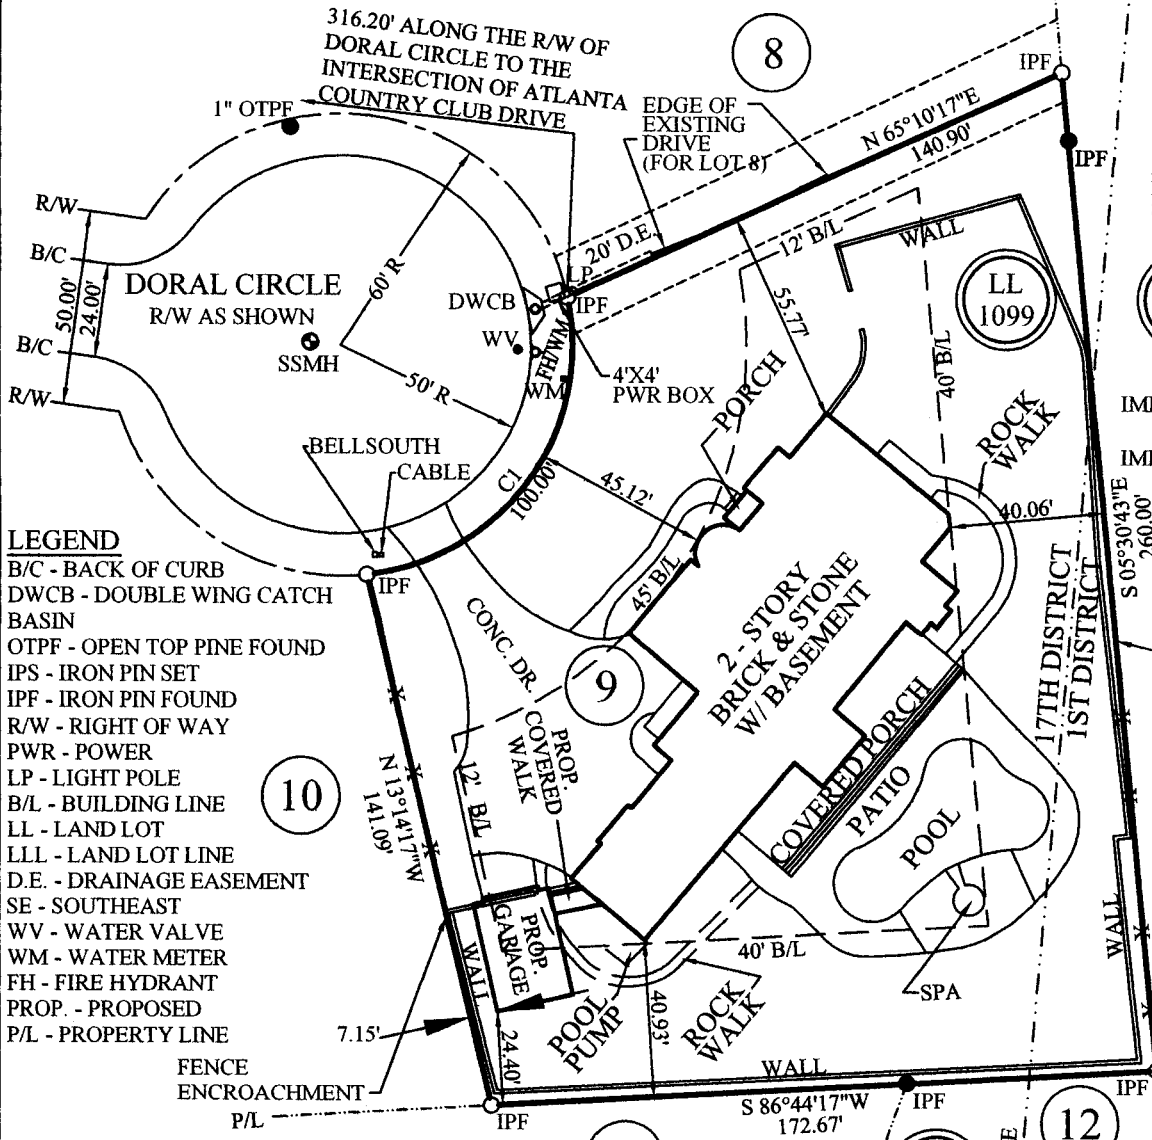 316.20' ALONG THE R/W OF
DORAL CIRCLE TO THE
INTERSECTION OF ATLANTA
COUNTRY CLUB DRIVE
8
IPF
1" OTPF
EDGE OF
EXISTING
DRIVE
(FOR LOT 8)
N 65°10'17"E
140.90'
IPF
R/W
B/C
50.00'
24.00'
B/C
R/W
DORAL CIRCLE
R/W AS SHOWN
SSMH
60' R
50' R
20' D.E.
12' B/L
WALL
LL
1099
LP
IPF
DWCB
WV
FH/WM
WM
4'X4'
PWR BOX
55.77'
PORCH
40' B/L
ROCK
WALK
IMI
IMI
BELLSOUTH
CABLE
C1
100.00'
45.12'
40.06'
S 05°30'43"E
260.00'
45' B/L
IPF
LEGEND
B/C - BACK OF CURB
DWCB - DOUBLE WING CATCH
BASIN
OTPF - OPEN TOP PINE FOUND
IPS - IRON PIN SET
IPF - IRON PIN FOUND
R/W - RIGHT OF WAY
PWR - POWER
LP - LIGHT POLE
B/L - BUILDING LINE
LL - LAND LOT
LLL - LAND LOT LINE
D.E. - DRAINAGE EASEMENT
SE - SOUTHEAST
WV - WATER VALVE
WM - WATER METER
FH - FIRE HYDRANT
PROP. - PROPOSED
P/L - PROPERTY LINE
CONC. DR.
9
2 - STORY
BRICK & STONE
W/ BASEMENT
17TH DISTRICT
1ST DISTRICT
10
N 13°14'17"W
141.09'
12' B/L
PROP.
COVERED
WALK
COVERED PORCH
PATIO
POOL
WALL
PROP.
GARAGE
WALL
40' B/L
SPA
POOL
PUMP
ROCK
WALK
40.93'
7.15'
24.40'
FENCE
ENCROACHMENT
P/L
IPF
WALL
S 86°44'17"W
172.67'
IPF
IPF
12
E
X
X
X
X
X
X
X